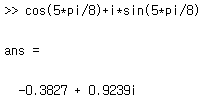 >> cos(5*pi/8)+i*sin(5*pi/8)
ans =
-0.3827 + 0.9239i